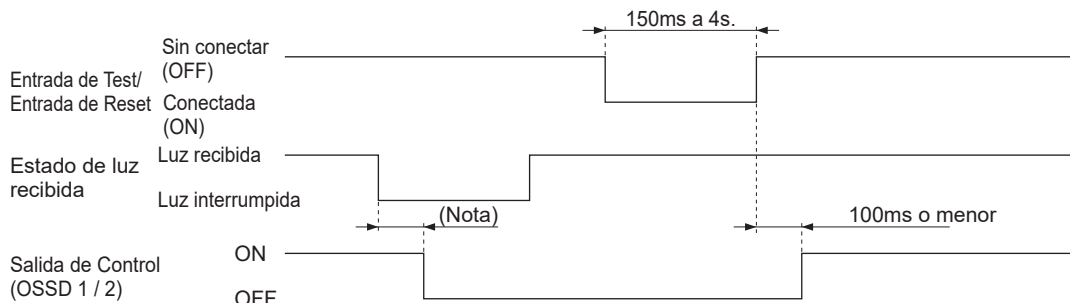 150ms a 4s.
Sin conectar
(OFF)
Entrada de Test/
Entrada de Reset
Conectada
(ON)
Estado de luz
recibida
Luz recibida
Luz interrumpida
(Nota)
100ms o menor
Salida de Control
(OSSD 1 / 2)
ON
OFF